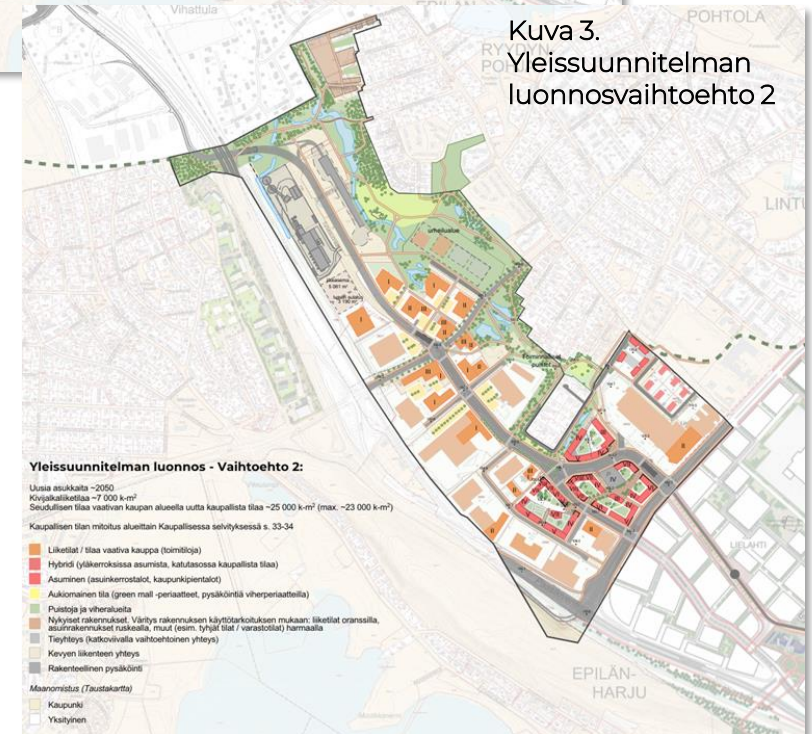 Kuva 3.
Yleissuunnitelman
luonnosvaihtoehto 2
Vihattula
EPILÄN
POHTOLA
RYYDYN
POH
LINTU
urheilualue
Toiminnallinen
puisto
LIELAHTI
EPILÄN-
HARJU
Yleissuunnitelman luonnos - Vaihtoehto 2:
Uusia asukkaita ~2050
Kivijalkaliiketilaa ~7 000 k-m²
Seudullisen tilaa vaativan kaupan alueella uutta kaupallista tilaa ~25 000 k-m² (max. ~23 000 k-m²)
Kaupallisen tilan mitoitus alueittain Kaupallisessa selvityksessä s. 33-34
Liiketilat / tilaa vaativa kauppa (toimitiloja)
Hybridi (yläkerroksissa asumista, katutasossa kaupallista tilaa)
Asuminen (asuinkerrostalot, kaupunkipientalot)
Aukiomainen tila (green mall -periaatteet, pysäköintiä viherperiaatteilla)
Puistoja ja viheralueita
Nykyiset rakennukset. Väritys rakennuksen käyttötarkoituksen mukaan: liiketilat oranssilla,
asuinrakennukset ruskealla, muut (esim. tyhjät tilat / varastotilat) harmaalla
Tieyhteys (katkoviivalla vaihtoehtoinen yhteys)
Kevyen liikenteen yhteys
Rakenteellinen pysäköinti
Maanomistus (Taustakartta)
Kaupunki
Yksityinen